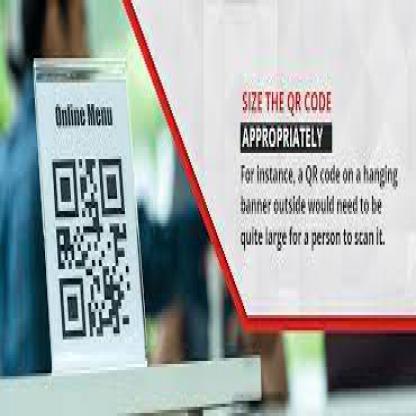 Online Menu
SIZE THE QR CODE
APPROPRIATELY
For instance, a QR code on a hanging
banner outside would need to be
quite large for a person to scan it.